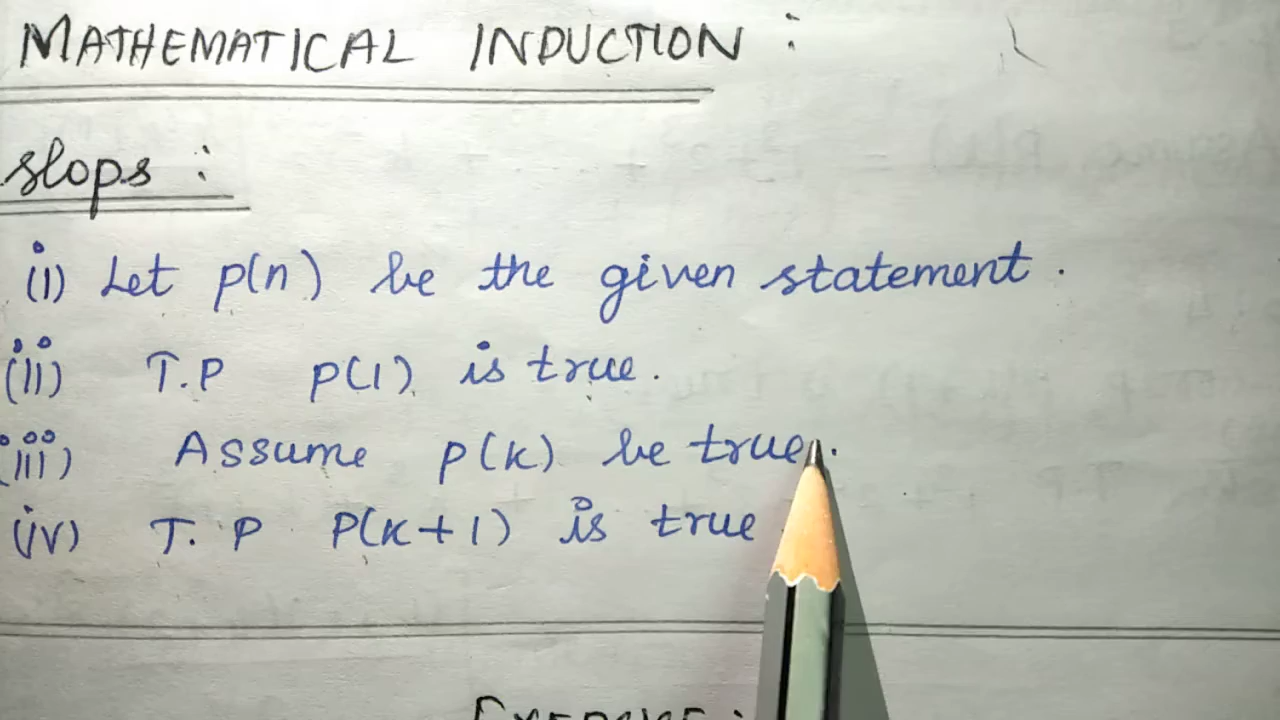 MATHEMATICAL INDUCTION :
slops :
(i) Let p(n) be the given statement .
(ii) T.P p(1) is true.
(iii) Assume p(k) be true.
(iv) T. P P(k+1) is true
EXERCISE :